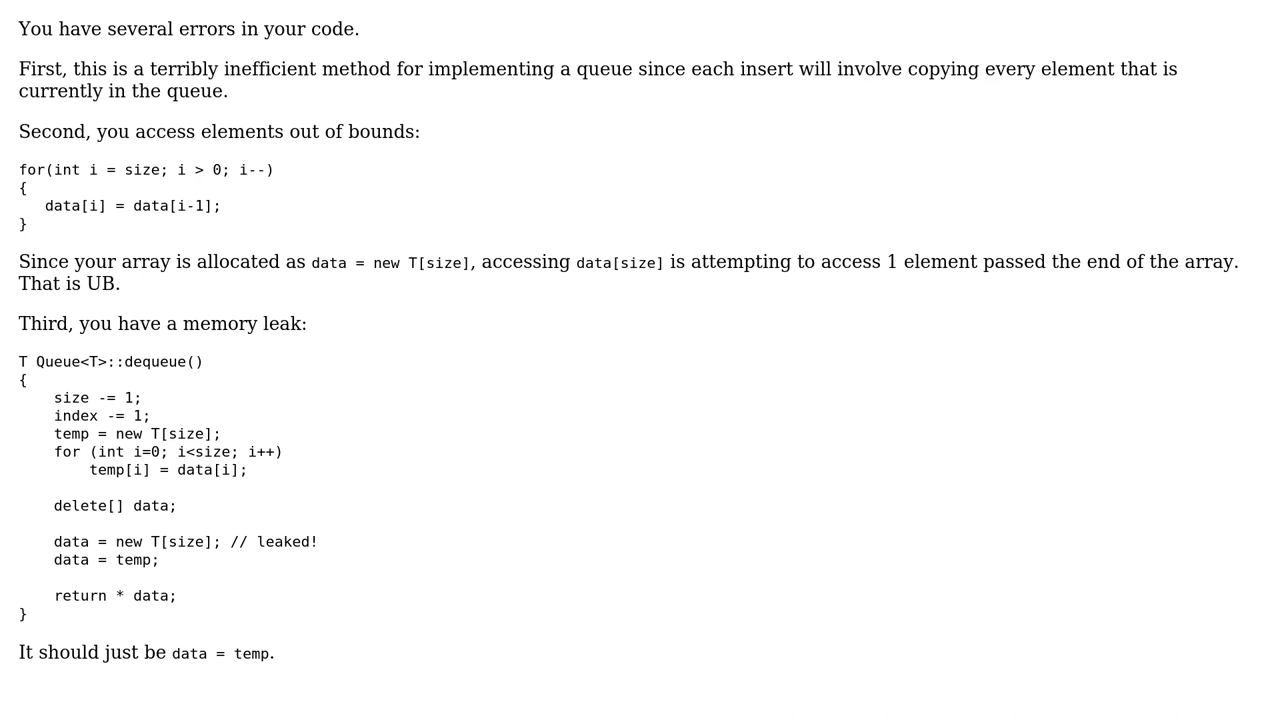 You have several errors in your code.
First, this is a terribly inefficient method for implementing a queue since each insert will involve copying every element that is
currently in the queue.
Second, you access elements out of bounds:
for(int i = size; i > 0; i--)
{
   data[i] = data[i-1];
}
Since your array is allocated as data = new T[size], accessing data[size] is attempting to access 1 element passed the end of the array.
That is UB.
Third, you have a memory leak:
T Queue<T>::dequeue()
{
    size -= 1;
    index -= 1;
    temp = new T[size];
    for (int i=0; i<size; i++)
        temp[i] = data[i];
    delete[] data;
    data = new T[size]; // leaked!
    data = temp;
    return * data;
}
It should just be data = temp.